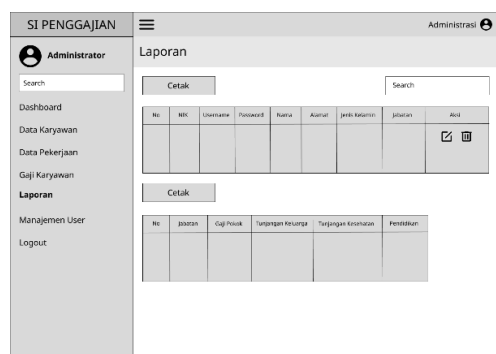 SI PENGGAJIAN
Administrasi
Administrator
Laporan
Search
Cetak
Search
Dashboard
Data Karyawan
Data Pekerjaan
Gaji Karyawan
Laporan
Manajemen User
Logout
No NIK Username Password Nama Alamat Jenis Kelamin Jabatan Aksi
Cetak
No Jabatan Gaji Pokok Tunjangan Keluarga Tunjangan Kesehatan Pendidikan